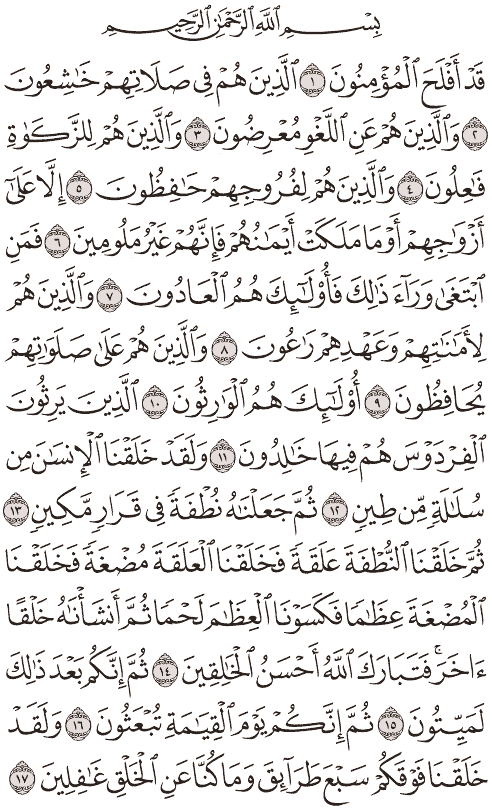 بِسْمِ ٱللَّهِ ٱلرَّحْمَٰنِ ٱلرَّحِيمِ
قَدْ أَفْلَحَ ٱلْمُؤْمِنُونَ ١ ٱلَّذِينَ هُمْ فِى صَلَاتِهِمْ خَٰشِعُونَ
٢ وَٱلَّذِينَ هُمْ عَنِ ٱللَّغْوِ مُعْرِضُونَ ٣ وَٱلَّذِينَ هُمْ لِلزَّكَوٰةِ
فَٰعِلُونَ ٤ وَٱلَّذِينَ هُمْ لِفُرُوجِهِمْ حَٰفِظُونَ ٥ إِلَّا عَلَىٰٓ
أَزْوَٰجِهِمْ أَوْ مَا مَلَكَتْ أَيْمَٰنُهُمْ فَإِنَّهُمْ غَيْرُ مَلُومِينَ ٦ فَمَنِ
ٱبْتَغَىٰ وَرَآءَ ذَٰلِكَ فَأُو۟لَٰٓئِكَ هُمُ ٱلْعَادُونَ ٧ وَٱلَّذِينَ هُمْ
لِأَمَٰنَٰتِهِمْ وَعَهْدِهِمْ رَٰعُونَ ٨ وَٱلَّذِينَ هُمْ عَلَىٰ صَلَوَٰتِهِمْ
يُحَافِظُونَ ٩ أُو۟لَٰٓئِكَ هُمُ ٱلْوَٰرِثُونَ ١٠ ٱلَّذِينَ يَرِثُونَ
ٱلْفِرْدَوْسَ هُمْ فِيهَا خَٰلِدُونَ ١١ وَلَقَدْ خَلَقْنَا ٱلْإِنسَٰنَ مِن
سُلَٰلَةٍ مِّن طِينٍ ١٢ ثُمَّ جَعَلْنَٰهُ نُطْفَةً فِى قَرَارٍ مَّكِينٍ ١٣
ثُمَّ خَلَقْنَا ٱلنُّطْفَةَ عَلَقَةً فَخَلَقْنَا ٱلْعَلَقَةَ مُضْغَةً فَخَلَقْنَا
ٱلْمُضْغَةَ عِظَٰمًا فَكَسَوْنَا ٱلْعِظَٰمَ لَحْمًا ثُمَّ أَنشَأْنَٰهُ خَلْقًا
ءَاخَرَ ۚ فَتَبَارَكَ ٱللَّهُ أَحْسَنُ ٱلْخَٰلِقِينَ ١٤ ثُمَّ إِنَّكُم بَعْدَ ذَٰلِكَ
لَمَيِّتُونَ ١٥ ثُمَّ إِنَّكُمْ يَوْمَ ٱلْقِيَٰمَةِ تُبْعَثُونَ ١٦ وَلَقَدْ
خَلَقْنَا فَوْقَكُمْ سَبْعَ طَرَآئِقَ وَمَا كُنَّا عَنِ ٱلْخَلْقِ غَٰفِلِينَ ١٧